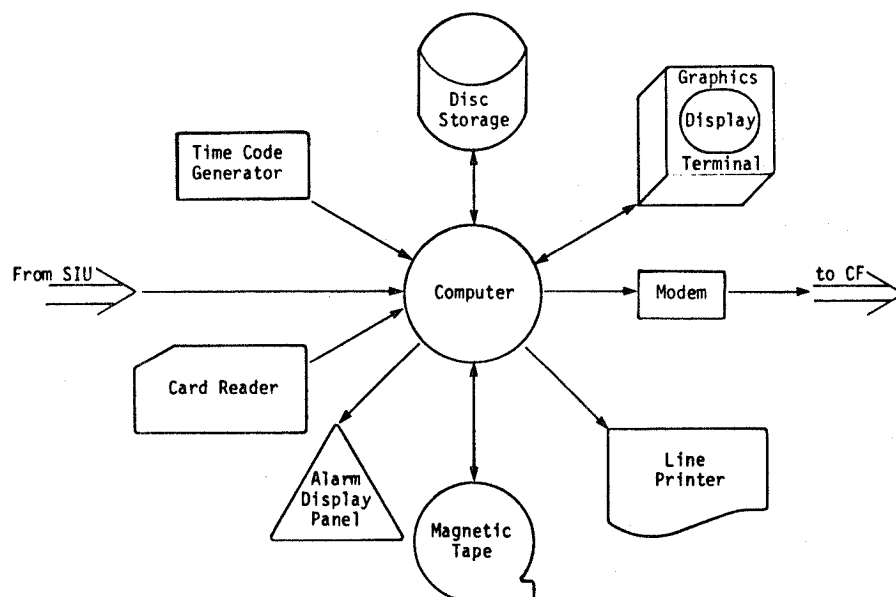 Graphics
Display
Terminal
Disc
Storage
Time Code
Generator
From SIU
Computer
Modem
to CF
Card Reader
Alarm
Display
Panel
Line
Printer
Magnetic
Tape